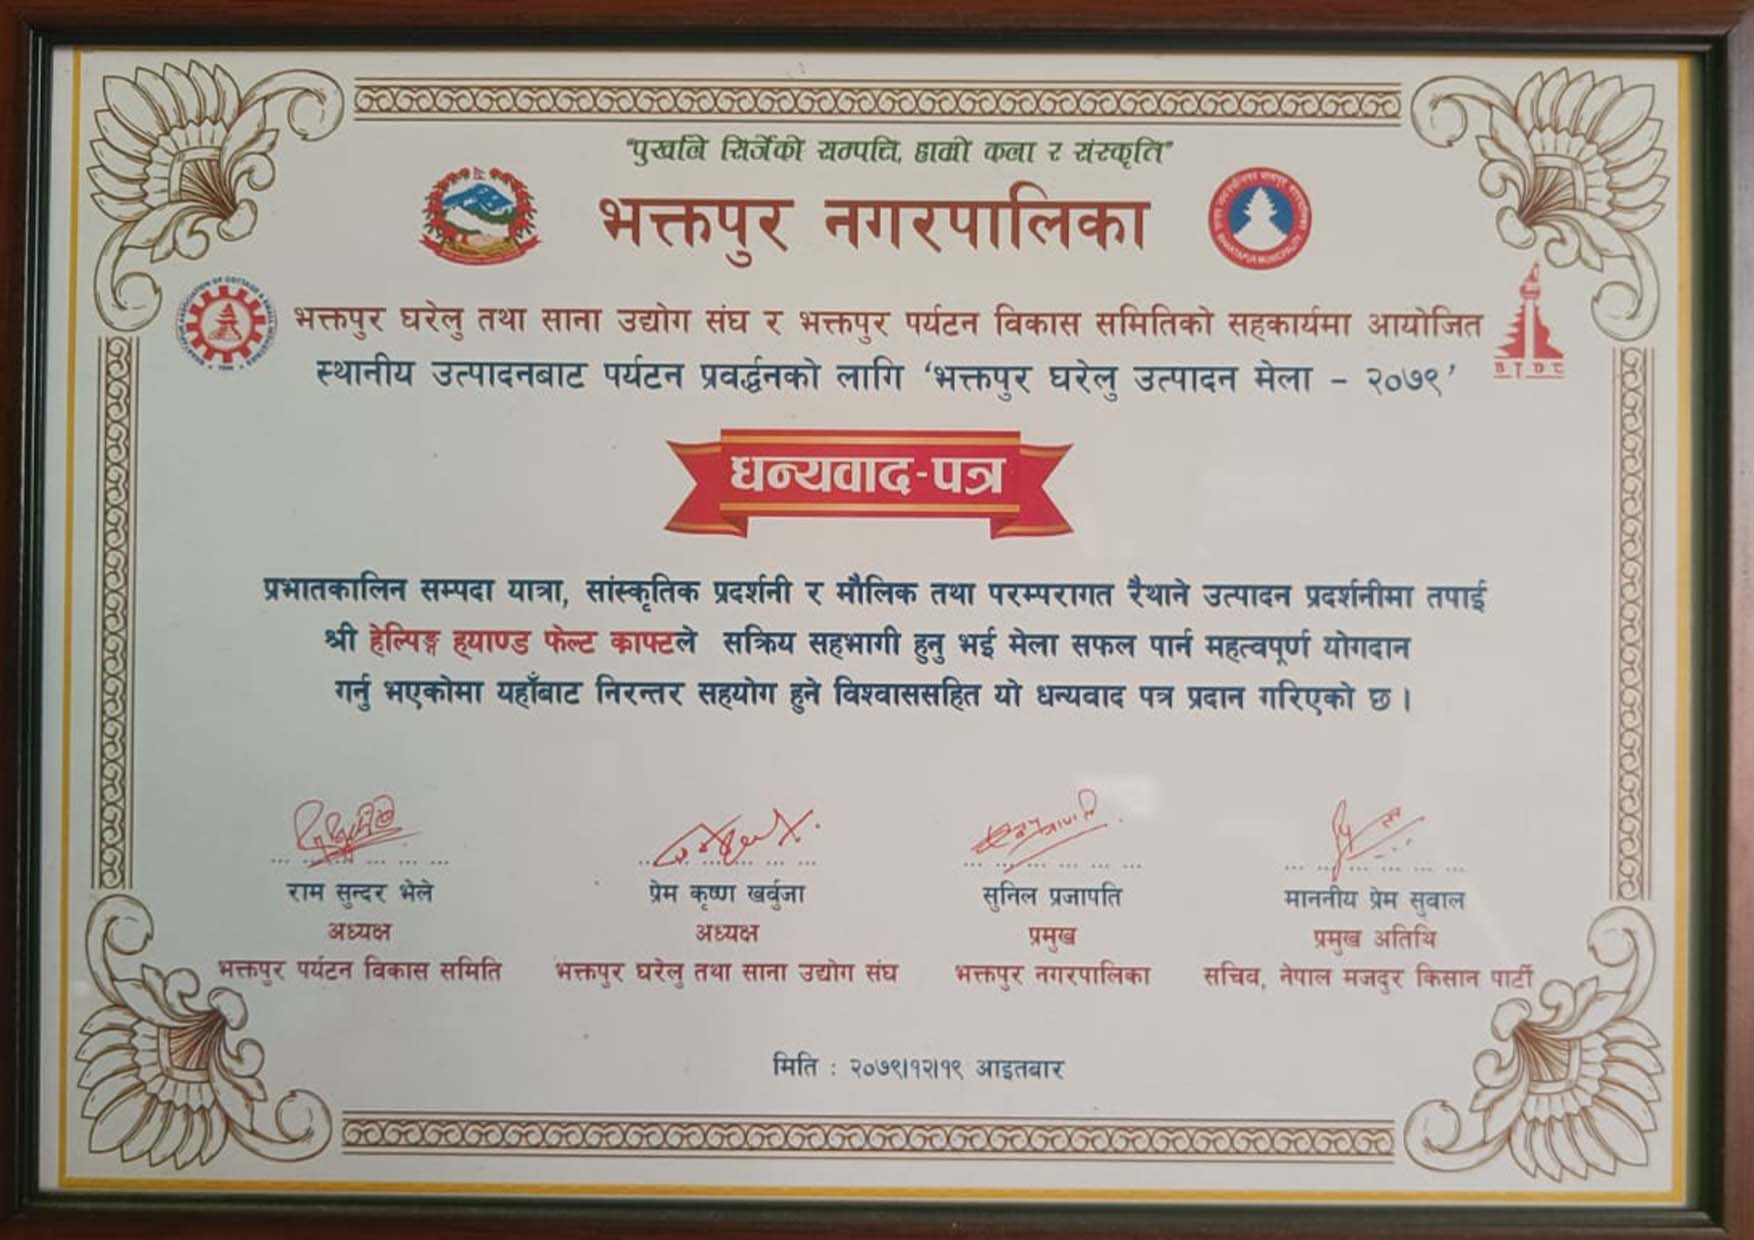 "पुर्खाले सिर्जेको सम्पत्ति, हाम्रो कला र संस्कृति"
भक्तपुर नगरपालिका
भक्तपुर घरेलु तथा साना उद्योग संघ र भक्तपुर पर्यटन विकास समितिको सहकार्यमा आयोजित
स्थानीय उत्पादनबाट पर्यटन प्रवर्द्धनको लागि 'भक्तपुर घरेलु उत्पादन मेला - २०७९'
BTDC
धन्यवाद-पत्र
प्रभातकालिन सम्पदा यात्रा, सांस्कृतिक प्रदर्शनी र मौलिक तथा परम्परागत रैथाने उत्पादन प्रदर्शनीमा तपाई
श्री हेल्पिङ्ग ह्याण्ड फेल्ट क्राफ्टले सक्रिय सहभागी हुनु भई मेला सफल पार्न महत्वपूर्ण योगदान
गर्नु भएकोमा यहाँबाट निरन्तर सहयोग हुने विश्वाससहित यो धन्यवाद पत्र प्रदान गरिएको छ।
राम सुन्दर भेले
अध्यक्ष
भक्तपुर पर्यटन विकास समिति
प्रेम कृष्ण खर्वुजा
अध्यक्ष
भक्तपुर घरेलु तथा साना उद्योग संघ
सुनिल प्रजापति
प्रमुख
भक्तपुर नगरपालिका
माननीय प्रेम सुवाल
प्रमुख अतिथि
सचिव, नेपाल मजदुर किसान पार्टी
मिति : २०७९।१२।१९ आइतबार